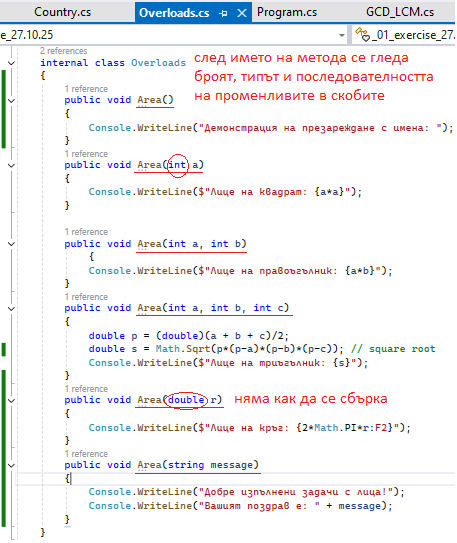 Country.cs Overloads.cs Program.cs GCD_LCM.cs
e_27.10.25 _01_exercise_27.
2 references
internal class Overloads
след името на метода се гледа
броят, типът и последователността
на променливите в скобите
{
1 reference
public void Area()
{
Console.WriteLine("Демонстрация на презареждане с имена: ");
}
1 reference
public void Area(int a)
{
Console.WriteLine($"Лице на квадрат: {a*a}");
}
1 reference
public void Area(int a, int b)
{
Console.WriteLine($"Лице на правоъгълник: {a*b}");
}
1 reference
public void Area(int a, int b, int c)
{
double p = (double)(a + b + c)/2;
double s = Math.Sqrt(p*(p-a)*(p-b)*(p-c)); // square root
Console.WriteLine($"Лице на триъгълник: {s}");
}
1 reference
public void Area(double r) няма как да се сбърка
{
Console.WriteLine($"Лице на кръг: {2*Math.PI*r:F2}");
}
1 reference
public void Area(string message)
{
Console.WriteLine("Добре изпълнени задачи с лица!");
Console.WriteLine("Вашият поздрав е: " + message);
}
}